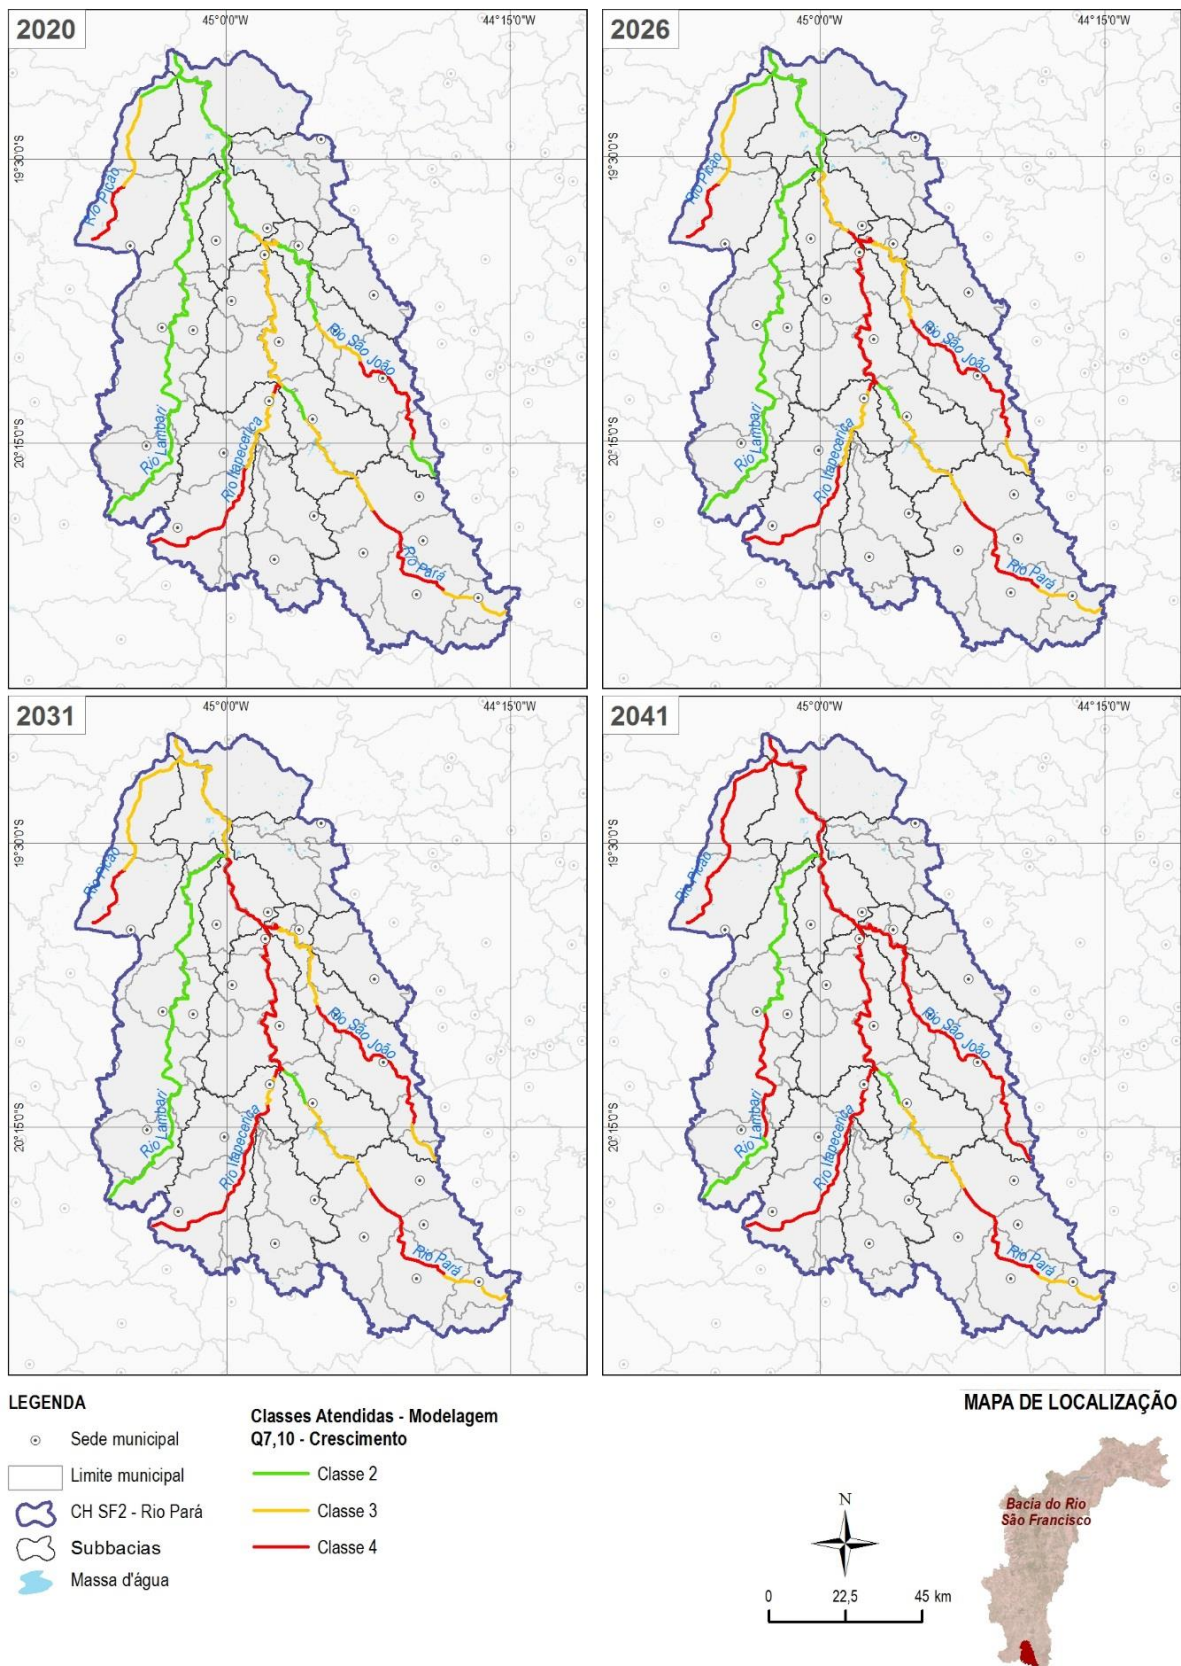 2020
45°0'0"W
44°15'0"W
19°30'0"S
20°15'0"S
Rio Picão
Rio São João
Rio Lambari
Rio Itapecerica
Rio Pará
2026
45°0'0"W
44°15'0"W
19°30'0"S
20°15'0"S
Rio Picão
Rio São João
Rio Lambari
Rio Itapecerica
Rio Pará
2031
45°0'0"W
44°15'0"W
19°30'0"S
20°15'0"S
Rio Picão
Rio São João
Rio Lambari
Rio Itapecerica
Rio Pará
2041
45°0'0"W
44°15'0"W
19°30'0"S
20°15'0"S
Rio Picão
Rio São João
Rio Lambari
Rio Itapecerica
Rio Pará
LEGENDA
Sede municipal
Limite municipal
CH SF2 - Rio Pará
Subbacias
Massa d'água
Classes Atendidas - Modelagem
Q7,10 - Crescimento
Classe 2
Classe 3
Classe 4
N
0 22,5 45 km
MAPA DE LOCALIZAÇÃO
Bacia do Rio
São Francisco